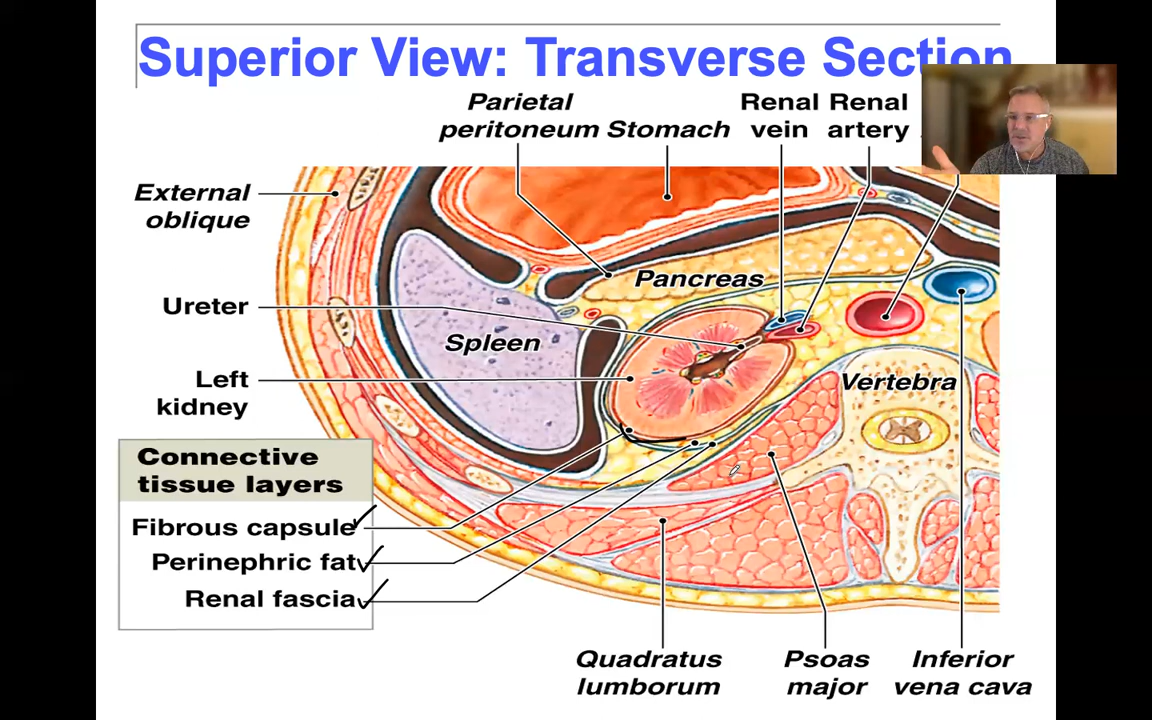 Superior View: Transverse Section
Parietal
peritoneum
Stomach
Renal
vein
Renal
artery
External
oblique
Pancreas
Ureter
Spleen
Left
kidney
Vertebra
Connective
tissue layers
Fibrous capsule
Perinephric fat
Renal fascia
Quadratus
lumborum
Psoas
major
Inferior
vena cava